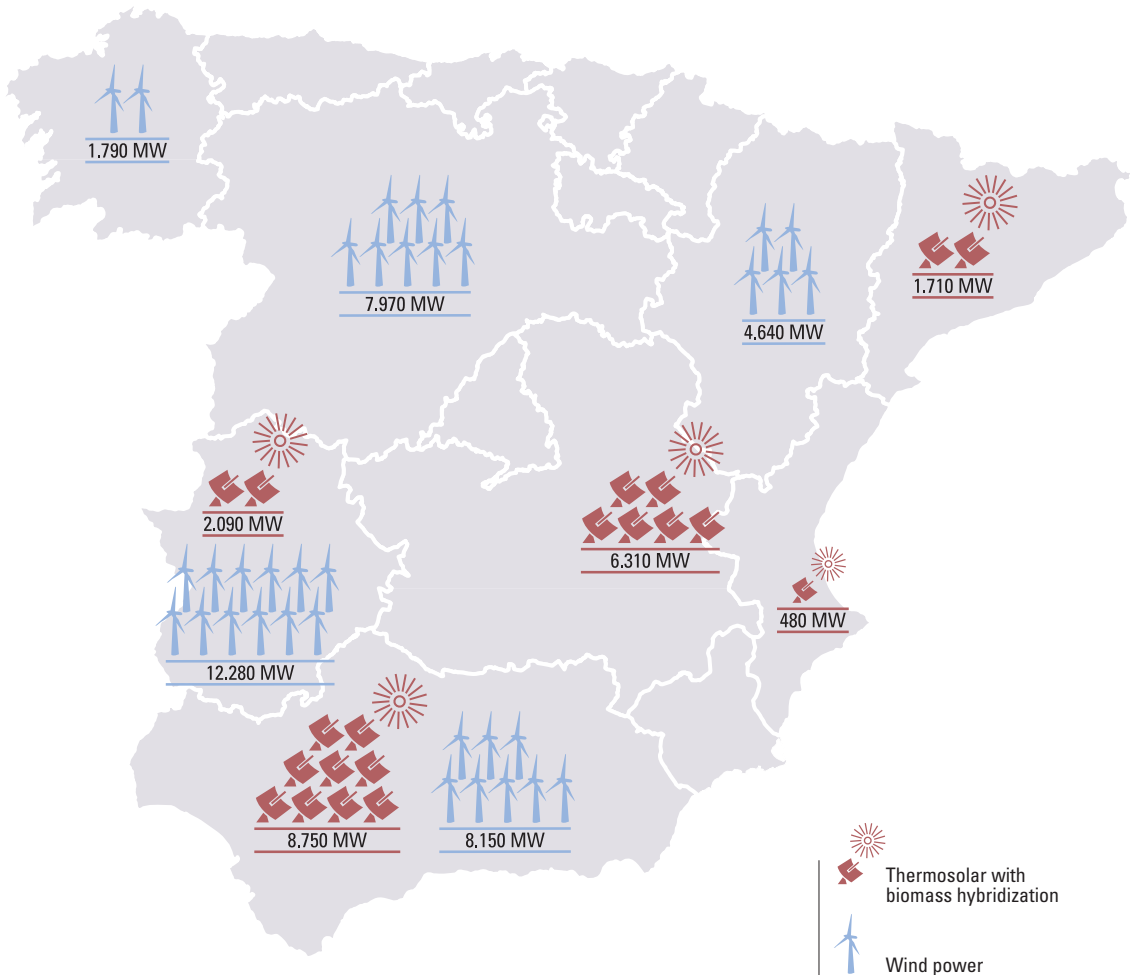 1.790 MW
7.970 MW
4.640 MW
1.710 MW
2.090 MW
6.310 MW
480 MW
12.280 MW
8.750 MW
8.150 MW
Thermosolar with
biomass hybridization
Wind power